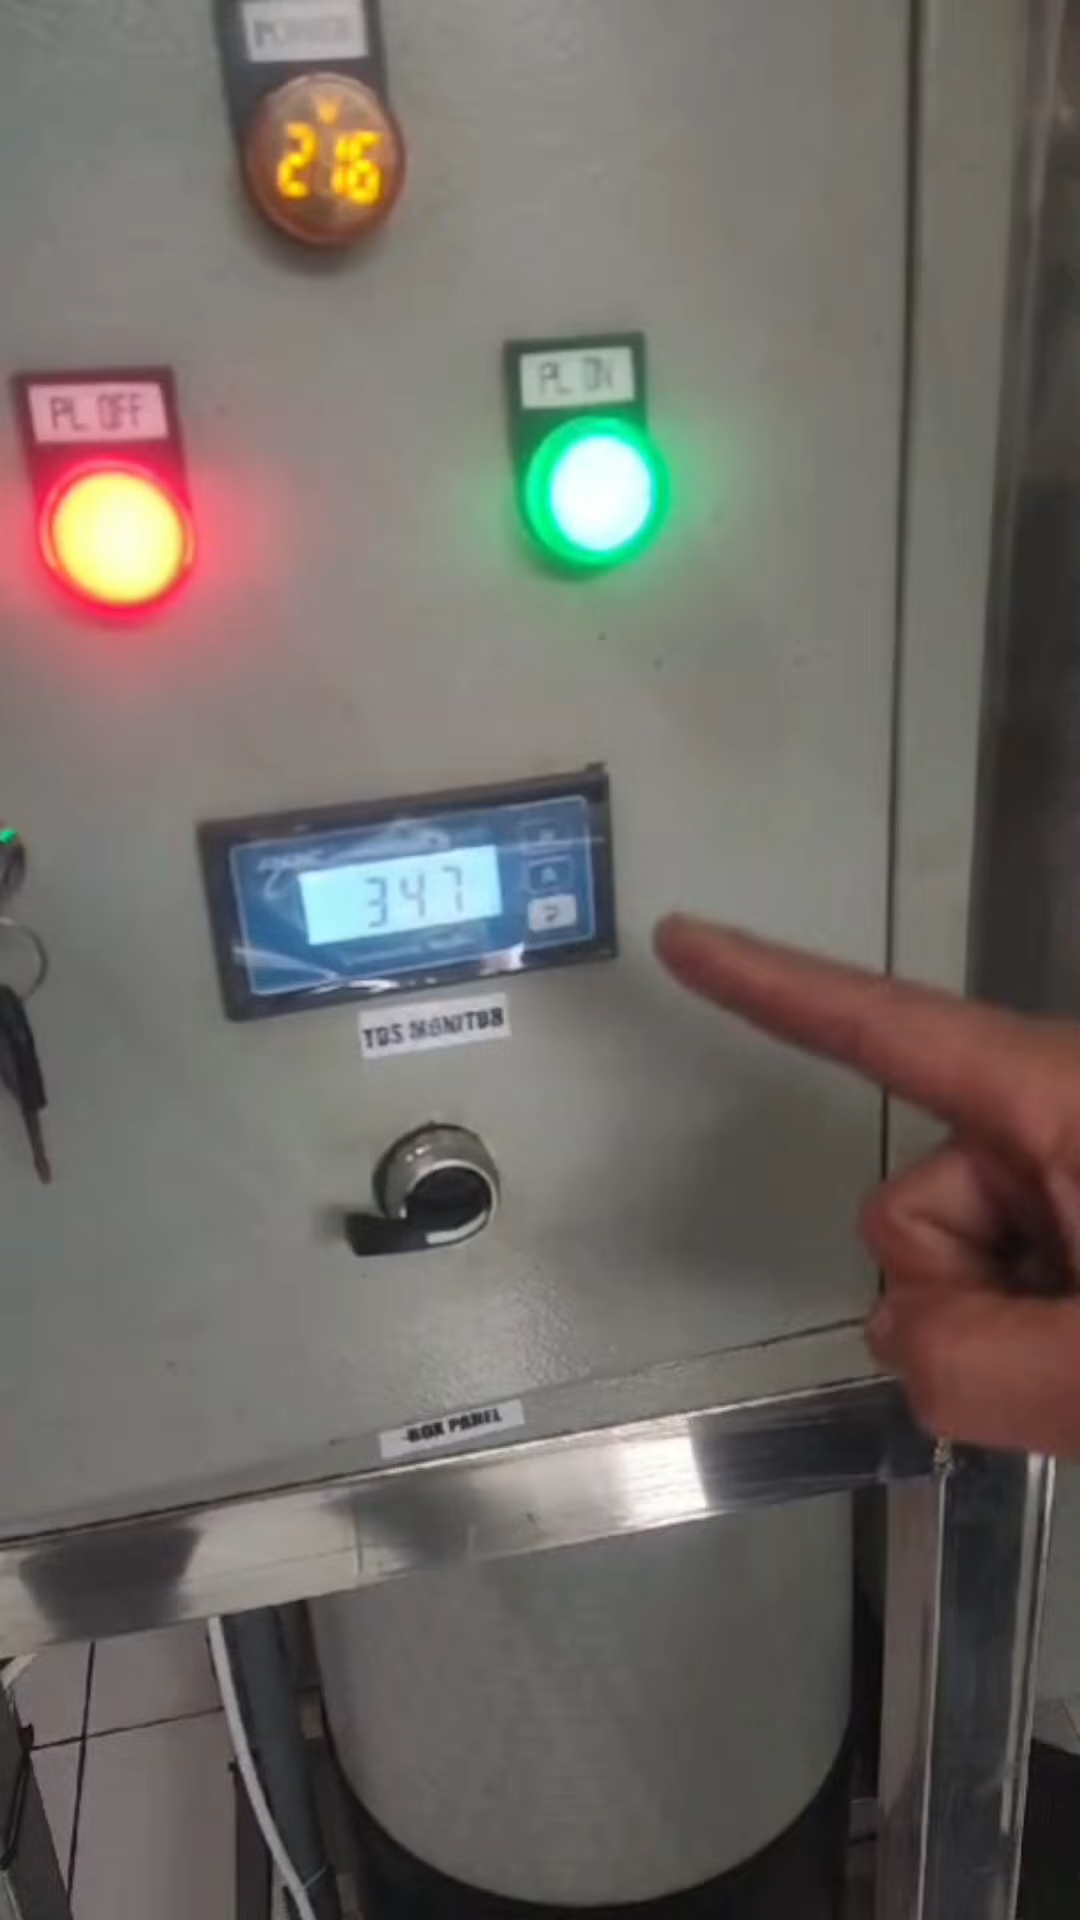 POWER
V
216
PL OFF
PL ON
347
TDS MONITOR
BOX PANEL